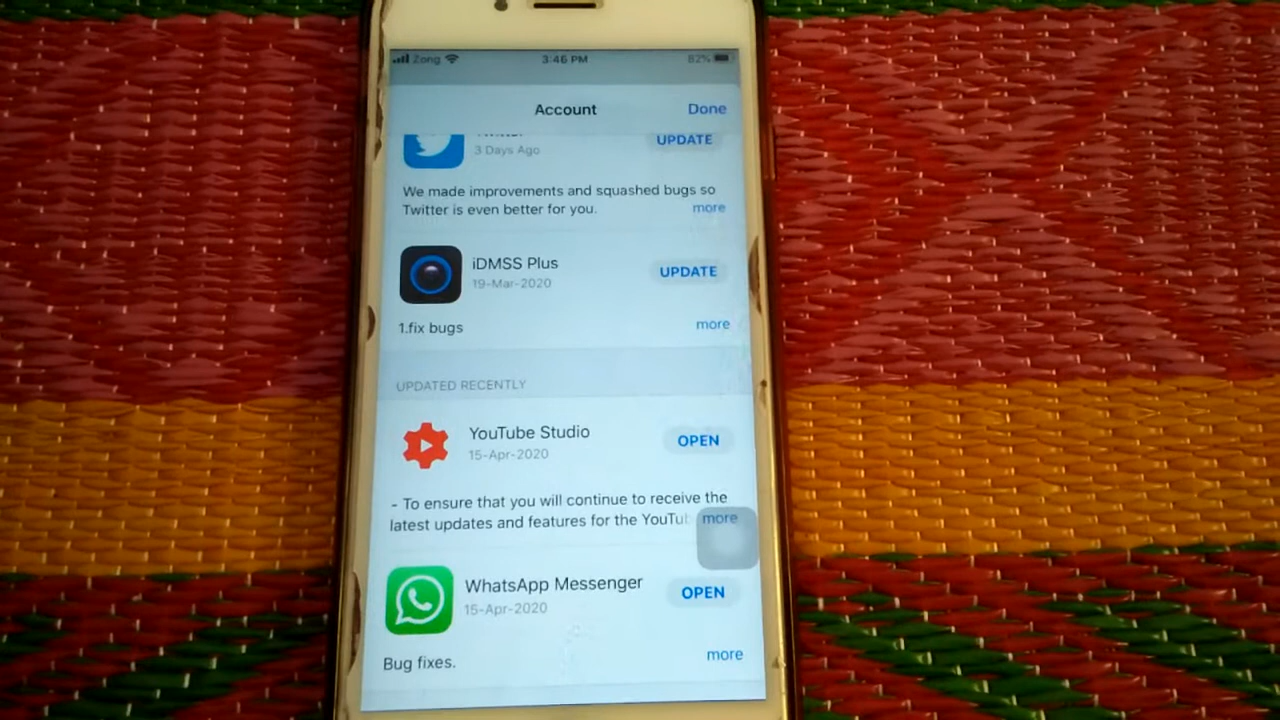 Zong 3:46 PM 82%
Account Done
UPDATE
3 Days Ago
We made improvements and squashed bugs so
Twitter is even better for you. more
iDMSS Plus
UPDATE
19-Mar-2020
1.fix bugs more
UPDATED RECENTLY
YouTube Studio
OPEN
15-Apr-2020
- To ensure that you will continue to receive the
latest updates and features for the YouTu more
WhatsApp Messenger
OPEN
15-Apr-2020
Bug fixes. more